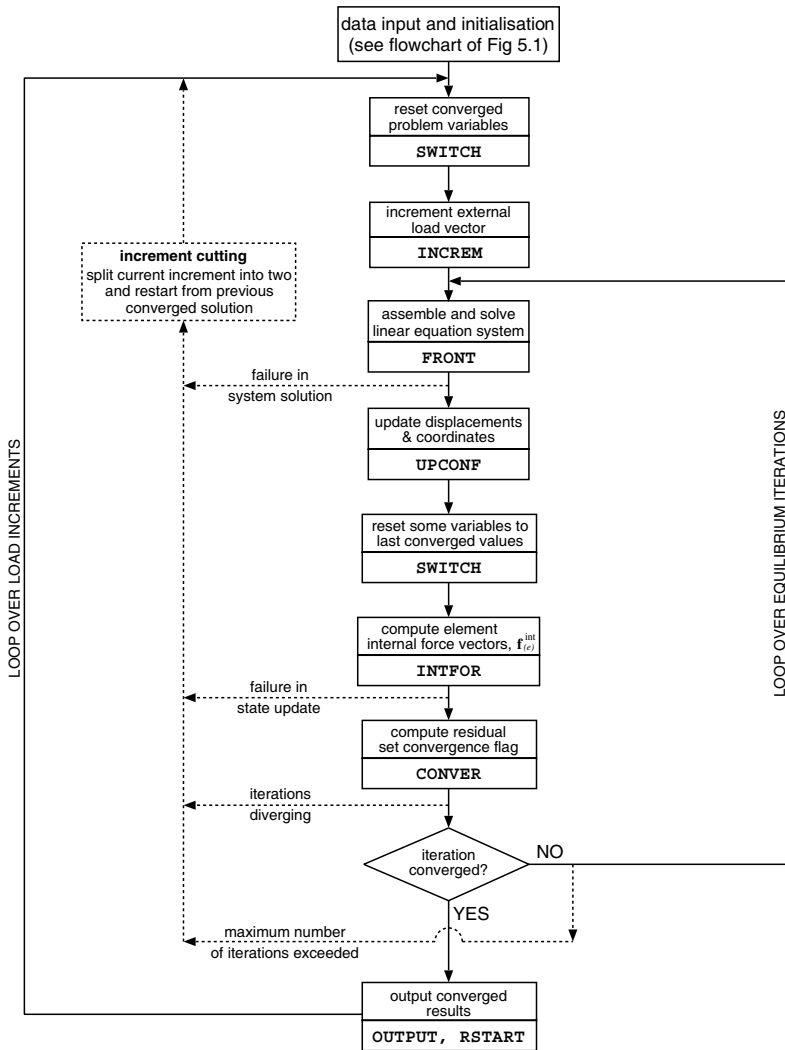 data input and initialisation
(see flowchart of Fig 5.1)
reset converged
problem variables
SWITCH
increment external
load vector
INCREM
increment cutting
split current increment into two
and restart from previous
converged solution
assemble and solve
linear equation system
FRONT
failure in
system solution
update displacements
& coordinates
UPCONF
LOOP OVER LOAD INCREMENTS
LOOP OVER EQUILIBRIUM ITERATIONS
reset some variables to
last converged values
SWITCH
compute element
internal force vectors, f int (e)
INTFOR
failure in
state update
compute residual
set convergence flag
CONVER
iterations
diverging
iteration
converged?
NO
YES
maximum number
of iterations exceeded
output converged
results
OUTPUT, RSTART